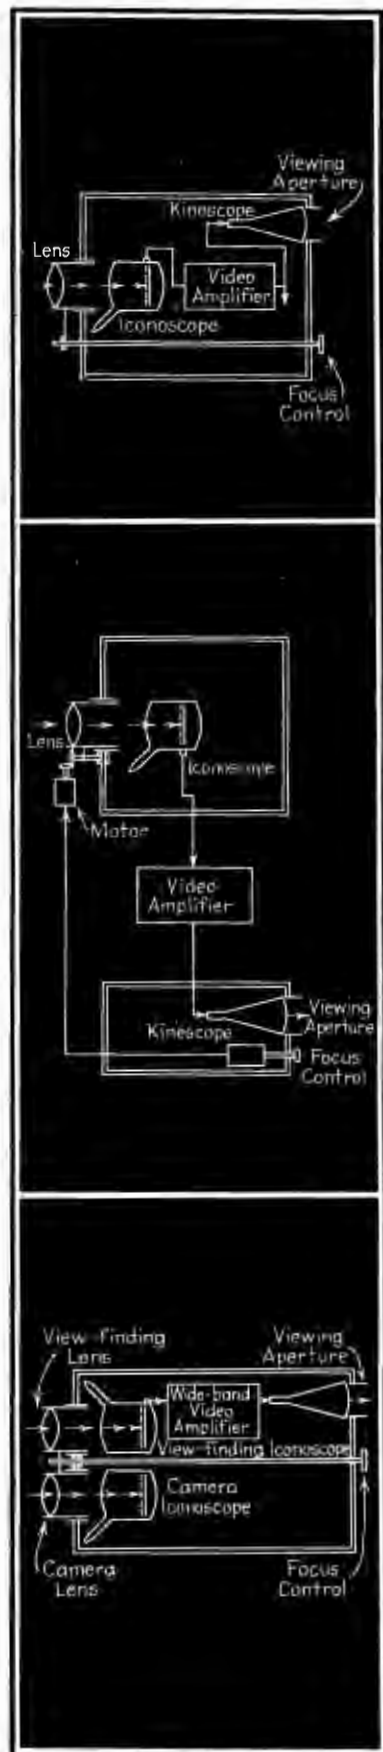 Viewing
Aperture
Kinescope
Lens
Video
Amplifier
Iconoscope
Focus
Control
Lens
Iconoscope
Motor
Video
Amplifier
Viewing
Aperture
Kinescope
Focus
Control
View-finding
Lens
Viewing
Aperture
Wide-band
Video
Amplifier
View-finding Iconoscope
Camera
Iconoscope
Camera
Lens
Focus
Control